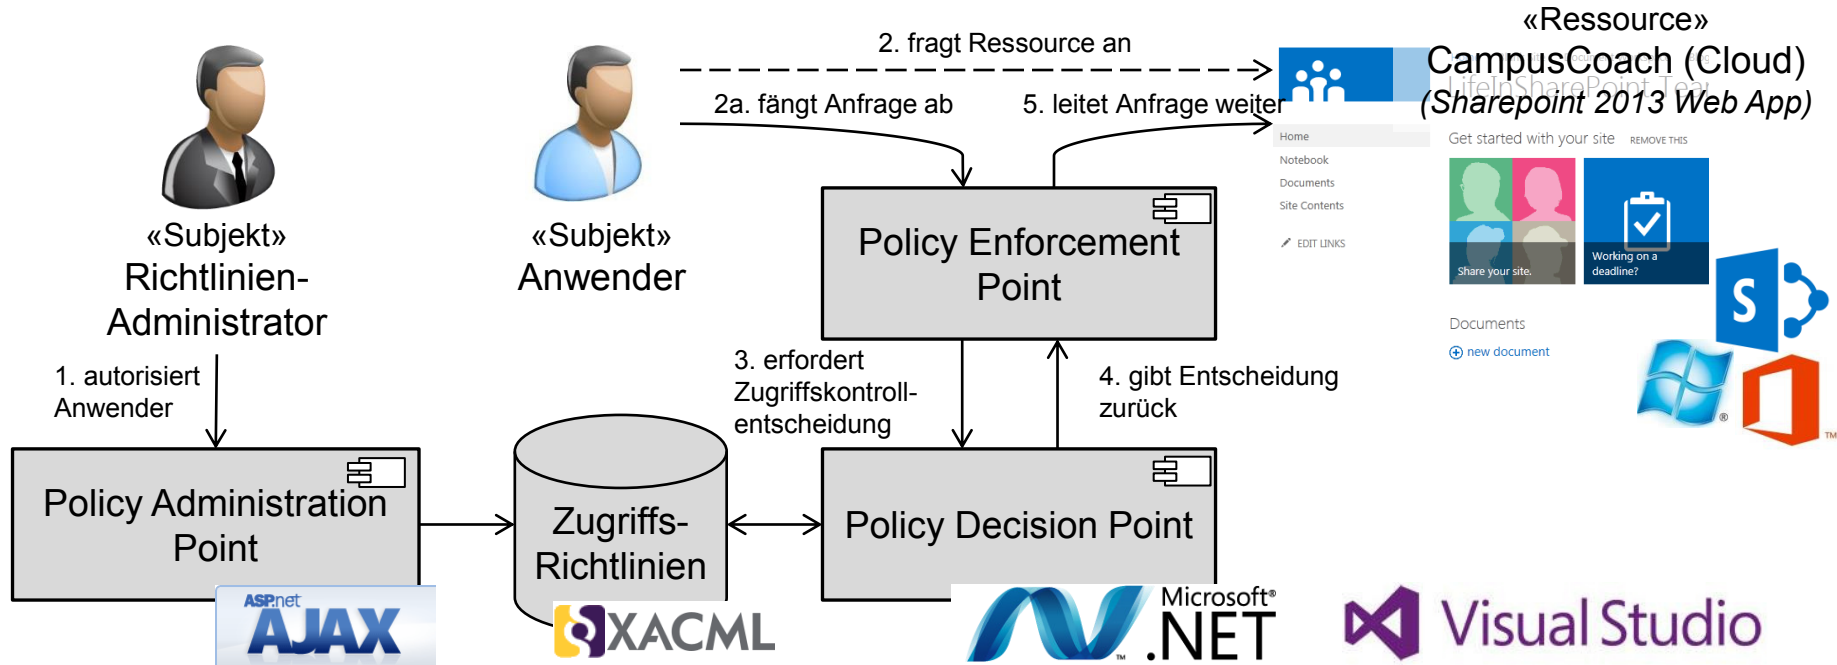 «Ressource»
CampusCoach (Cloud)
(Sharepoint 2013 Web App)
LifeInSharePoint Tea
2. fragt Ressource an
2a. fängt Anfrage ab
5. leitet Anfrage weiter
Home
Notebook
Documents
Site Contents
EDIT LINKS
Get started with your site REMOVE THIS
Share your site.
Working on a
deadline?
Documents
new document
S
«Subjekt»
Richtlinien-
Administrator
«Subjekt»
Anwender
Policy Enforcement
Point
1. autorisiert
Anwender
3. erfordert
Zugriffskontroll-
entscheidung
4. gibt Entscheidung
zurück
Policy Administration
Point
Zugriffs-
Richtlinien
Policy Decision Point
ASP.net
AJAX
XACML
Microsoft®
.NET
™
Visual Studio
®
™